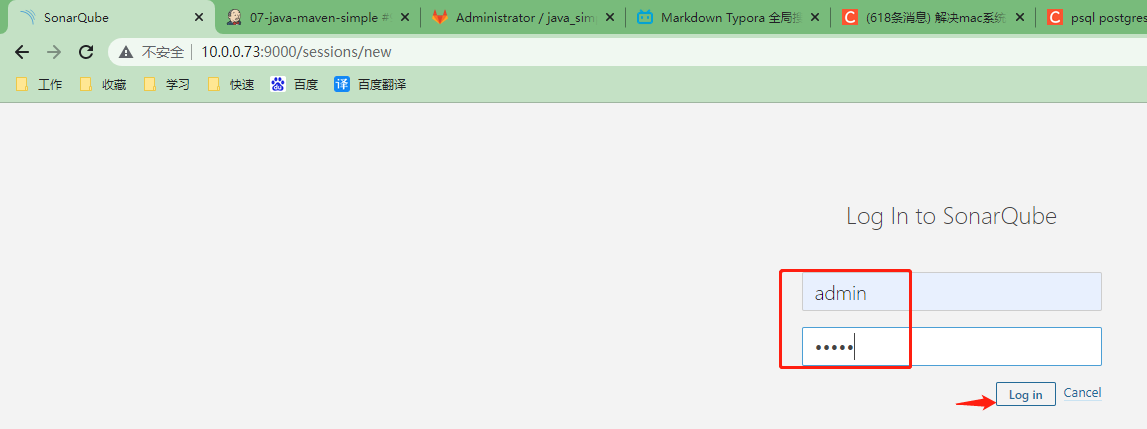 SonarQube
07-java-maven-simple #
Administrator / java_sim
Markdown Typora 全局
(618条消息) 解决mac系统
psql postgres
不安全 10.0.0.73:9000/sessions/new
工作 收藏 学习 快速 百度 译 百度翻译
Log In to SonarQube
admin
•••••
Log in Cancel